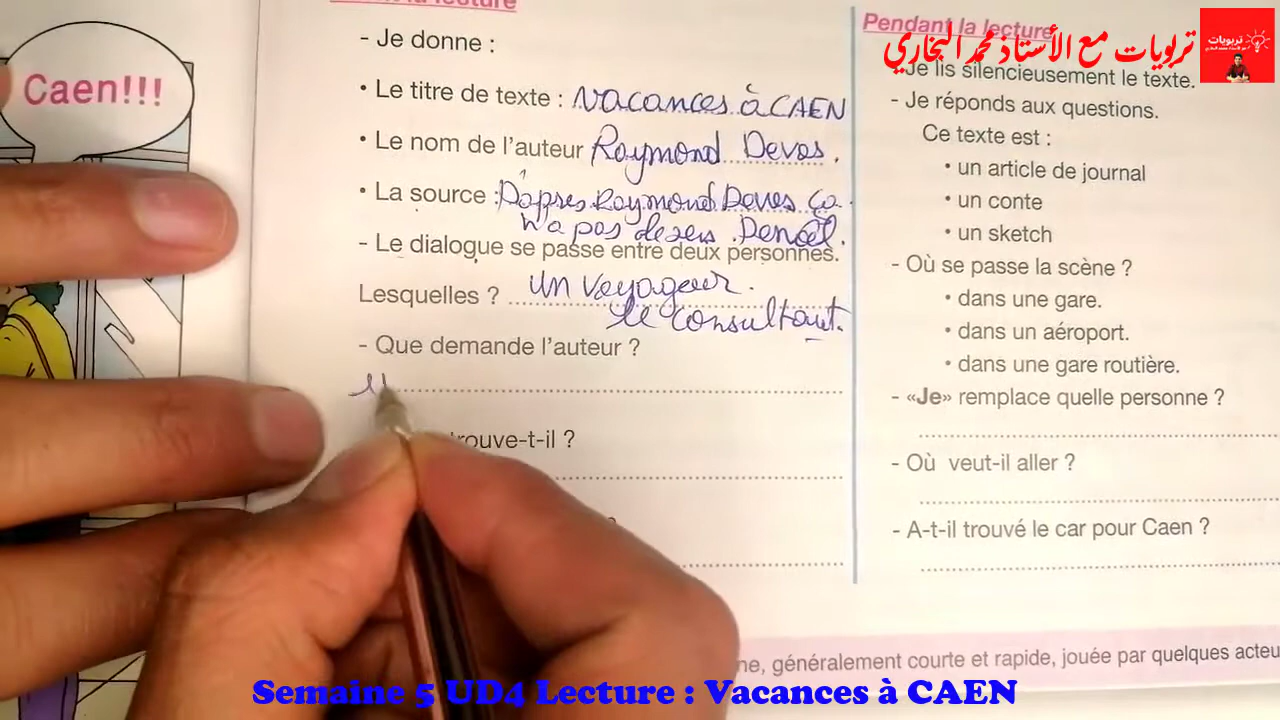 Caen!!!
la lecture
- Je donne :
• Le titre de texte : vacances à CAEN
• Le nom de l'auteur Raymond Devos.
• La source : D'après Raymond Devos ça
n'a pas de sens. Denoël.
- Le dialogue se passe entre deux personnes.
Lesquelles ? un voyageur.
le consultant.
- Que demande l'auteur ?
Il
trouve-t-il ?
Pendant la lecture
تربويات مع الأستاذ محمد البخاري
تربويات
- Je lis silencieusement le texte.
- Je réponds aux questions.
Ce texte est :
• un article de journal
• un conte
• un sketch
- Où se passe la scène ?
• dans une gare.
• dans un aéroport.
• dans une gare routière.
- «Je» remplace quelle personne ?
- Où veut-il aller ?
- A-t-il trouvé le car pour Caen ?
ne, généralement courte et rapide, jouée par quelques acteu
Semaine 5 UD4 Lecture : Vacances à CAEN